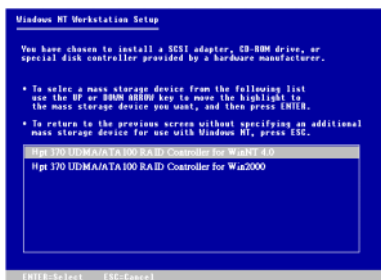 Windows NT Workstation Setup
You have chosen to install a SCSI adapter, CD-ROM drive, or
special disk controller provided by a hardware manufacturer.
• To selec a mass storage device from the following list
use the UP or DOWN ARROW key to move the highlight to
the mass storage device you want, and then press ENTER.
• To return to the previous screen without specifying an additional
mass storage device for use with Windows NT, press ESC.
Hpt 370 UDMA/ATA100 RAID Controller for WinNT 4.0
Hpt 370 UDMA/ATA100 RAID Controller for Win2000
ENTER=Select ESC=Cancel